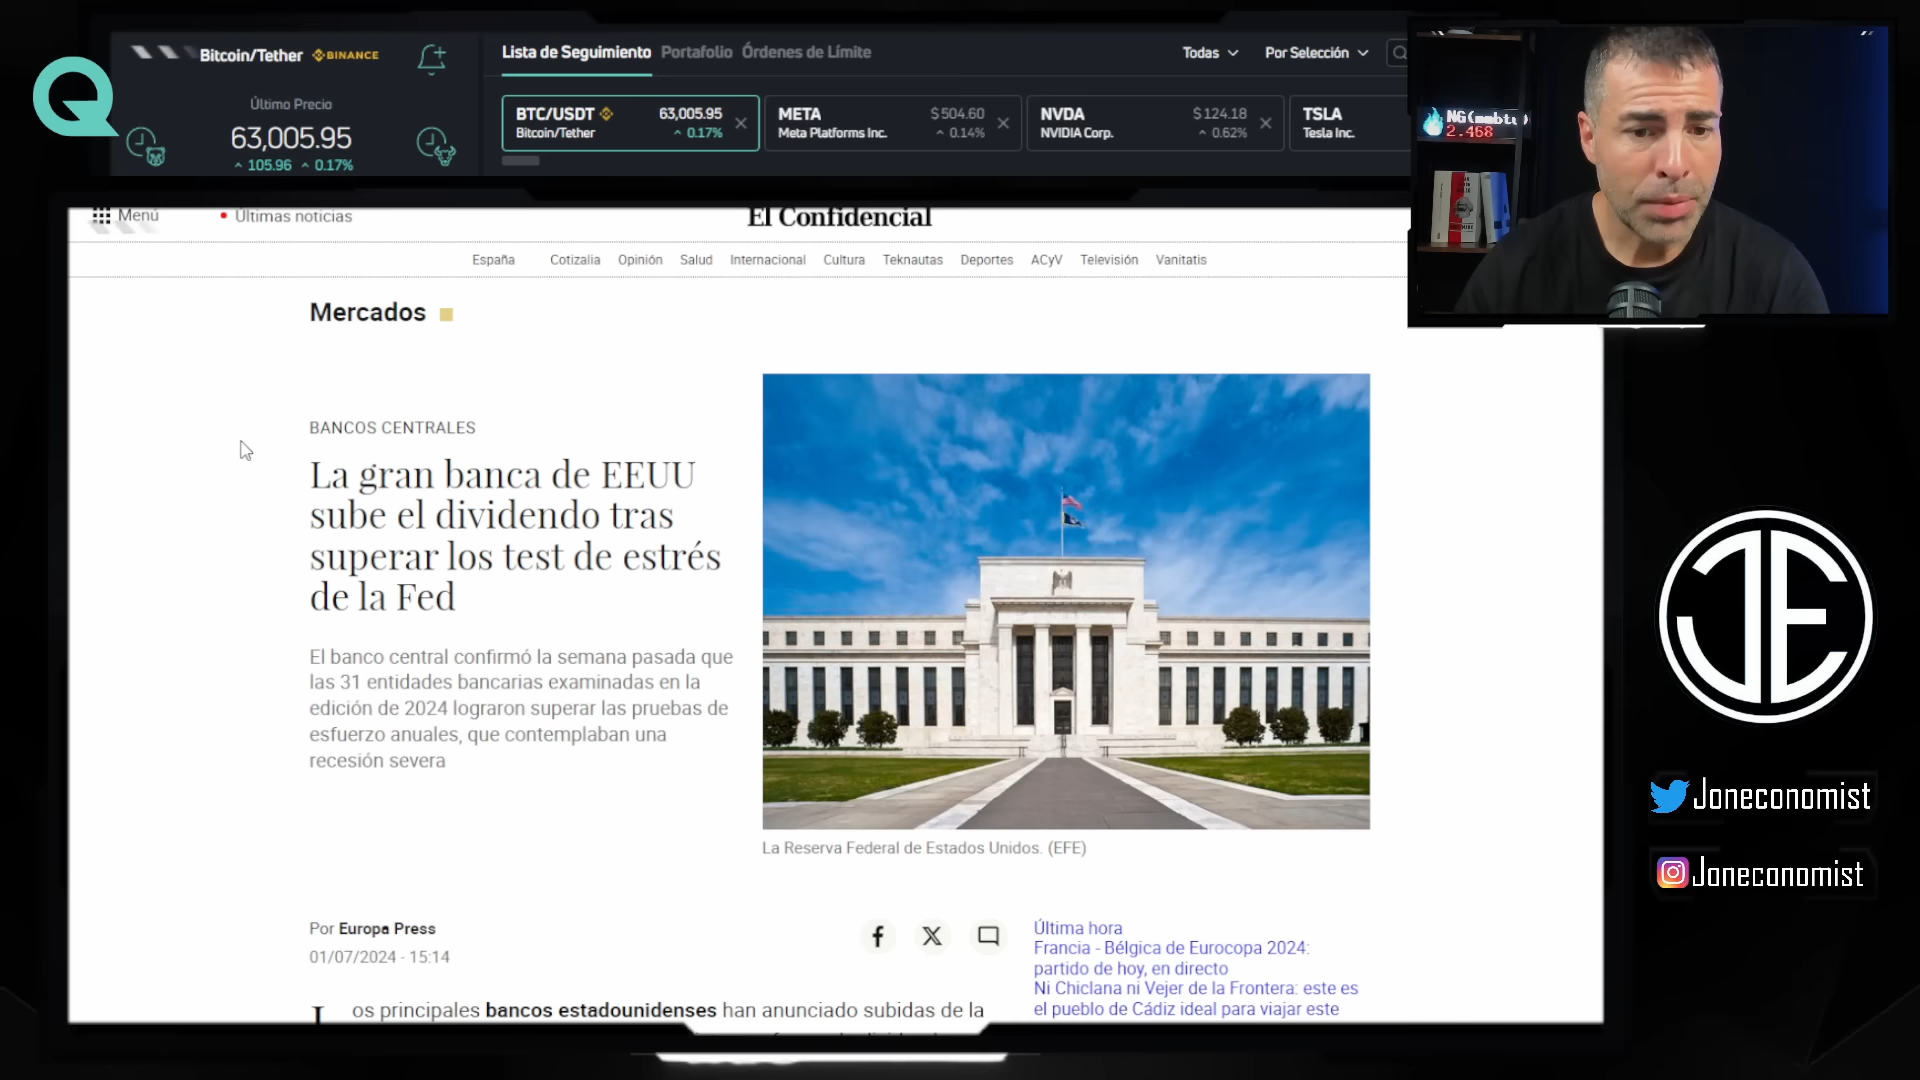 Bitcoin/Tether BINANCE
Último Precio
63,005.95
105.96 0.17%
Lista de Seguimiento Portafolio Órdenes de Límite
Todas Por Selección
BTC/USDT 63,005.95
Bitcoin/Tether 0.17%
META $504.60
Meta Platforms Inc. 0.14%
NVDA $124.18
NVIDIA Corp. 0.62%
TSLA
Tesla Inc.
NG(mmbtu)
2.468
Menú
Últimas noticias
El Confidencial
España Cotizalia Opinión Salud Internacional Cultura Teknautas Deportes ACyV Televisión Vanitatis
Mercados
BANCOS CENTRALES
La gran banca de EEUU
sube el dividendo tras
superar los test de estrés
de la Fed
El banco central confirmó la semana pasada que
las 31 entidades bancarias examinadas en la
edición de 2024 lograron superar las pruebas de
esfuerzo anuales, que contemplaban una
recesión severa
La Reserva Federal de Estados Unidos. (EFE)
Por Europa Press
01/07/2024 - 15:14
Última hora
Francia - Bélgica de Eurocopa 2024:
partido de hoy, en directo
Ni Chiclana ni Vejer de la Frontera: este es
el pueblo de Cádiz ideal para viajar este
Los principales bancos estadounidenses han anunciado subidas de la
JE
Joneconomist
Joneconomist